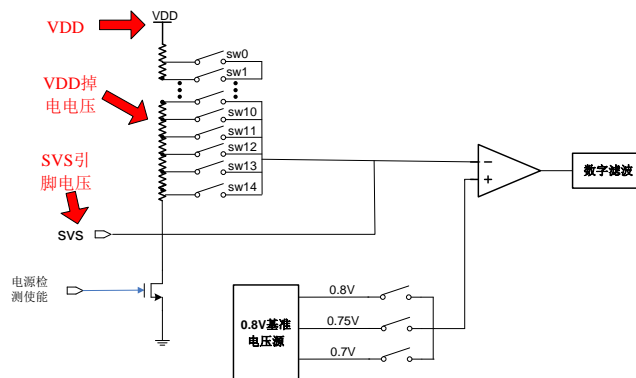 VDD
VDD
sw0
sw1
VDD掉
电电压
sw10
sw11
sw12
sw13
sw14
SVS引
脚电压
SVS
电源检
测使能
−
+
数字滤波
0.8V基准
电压源
0.8V
0.75V
0.7V